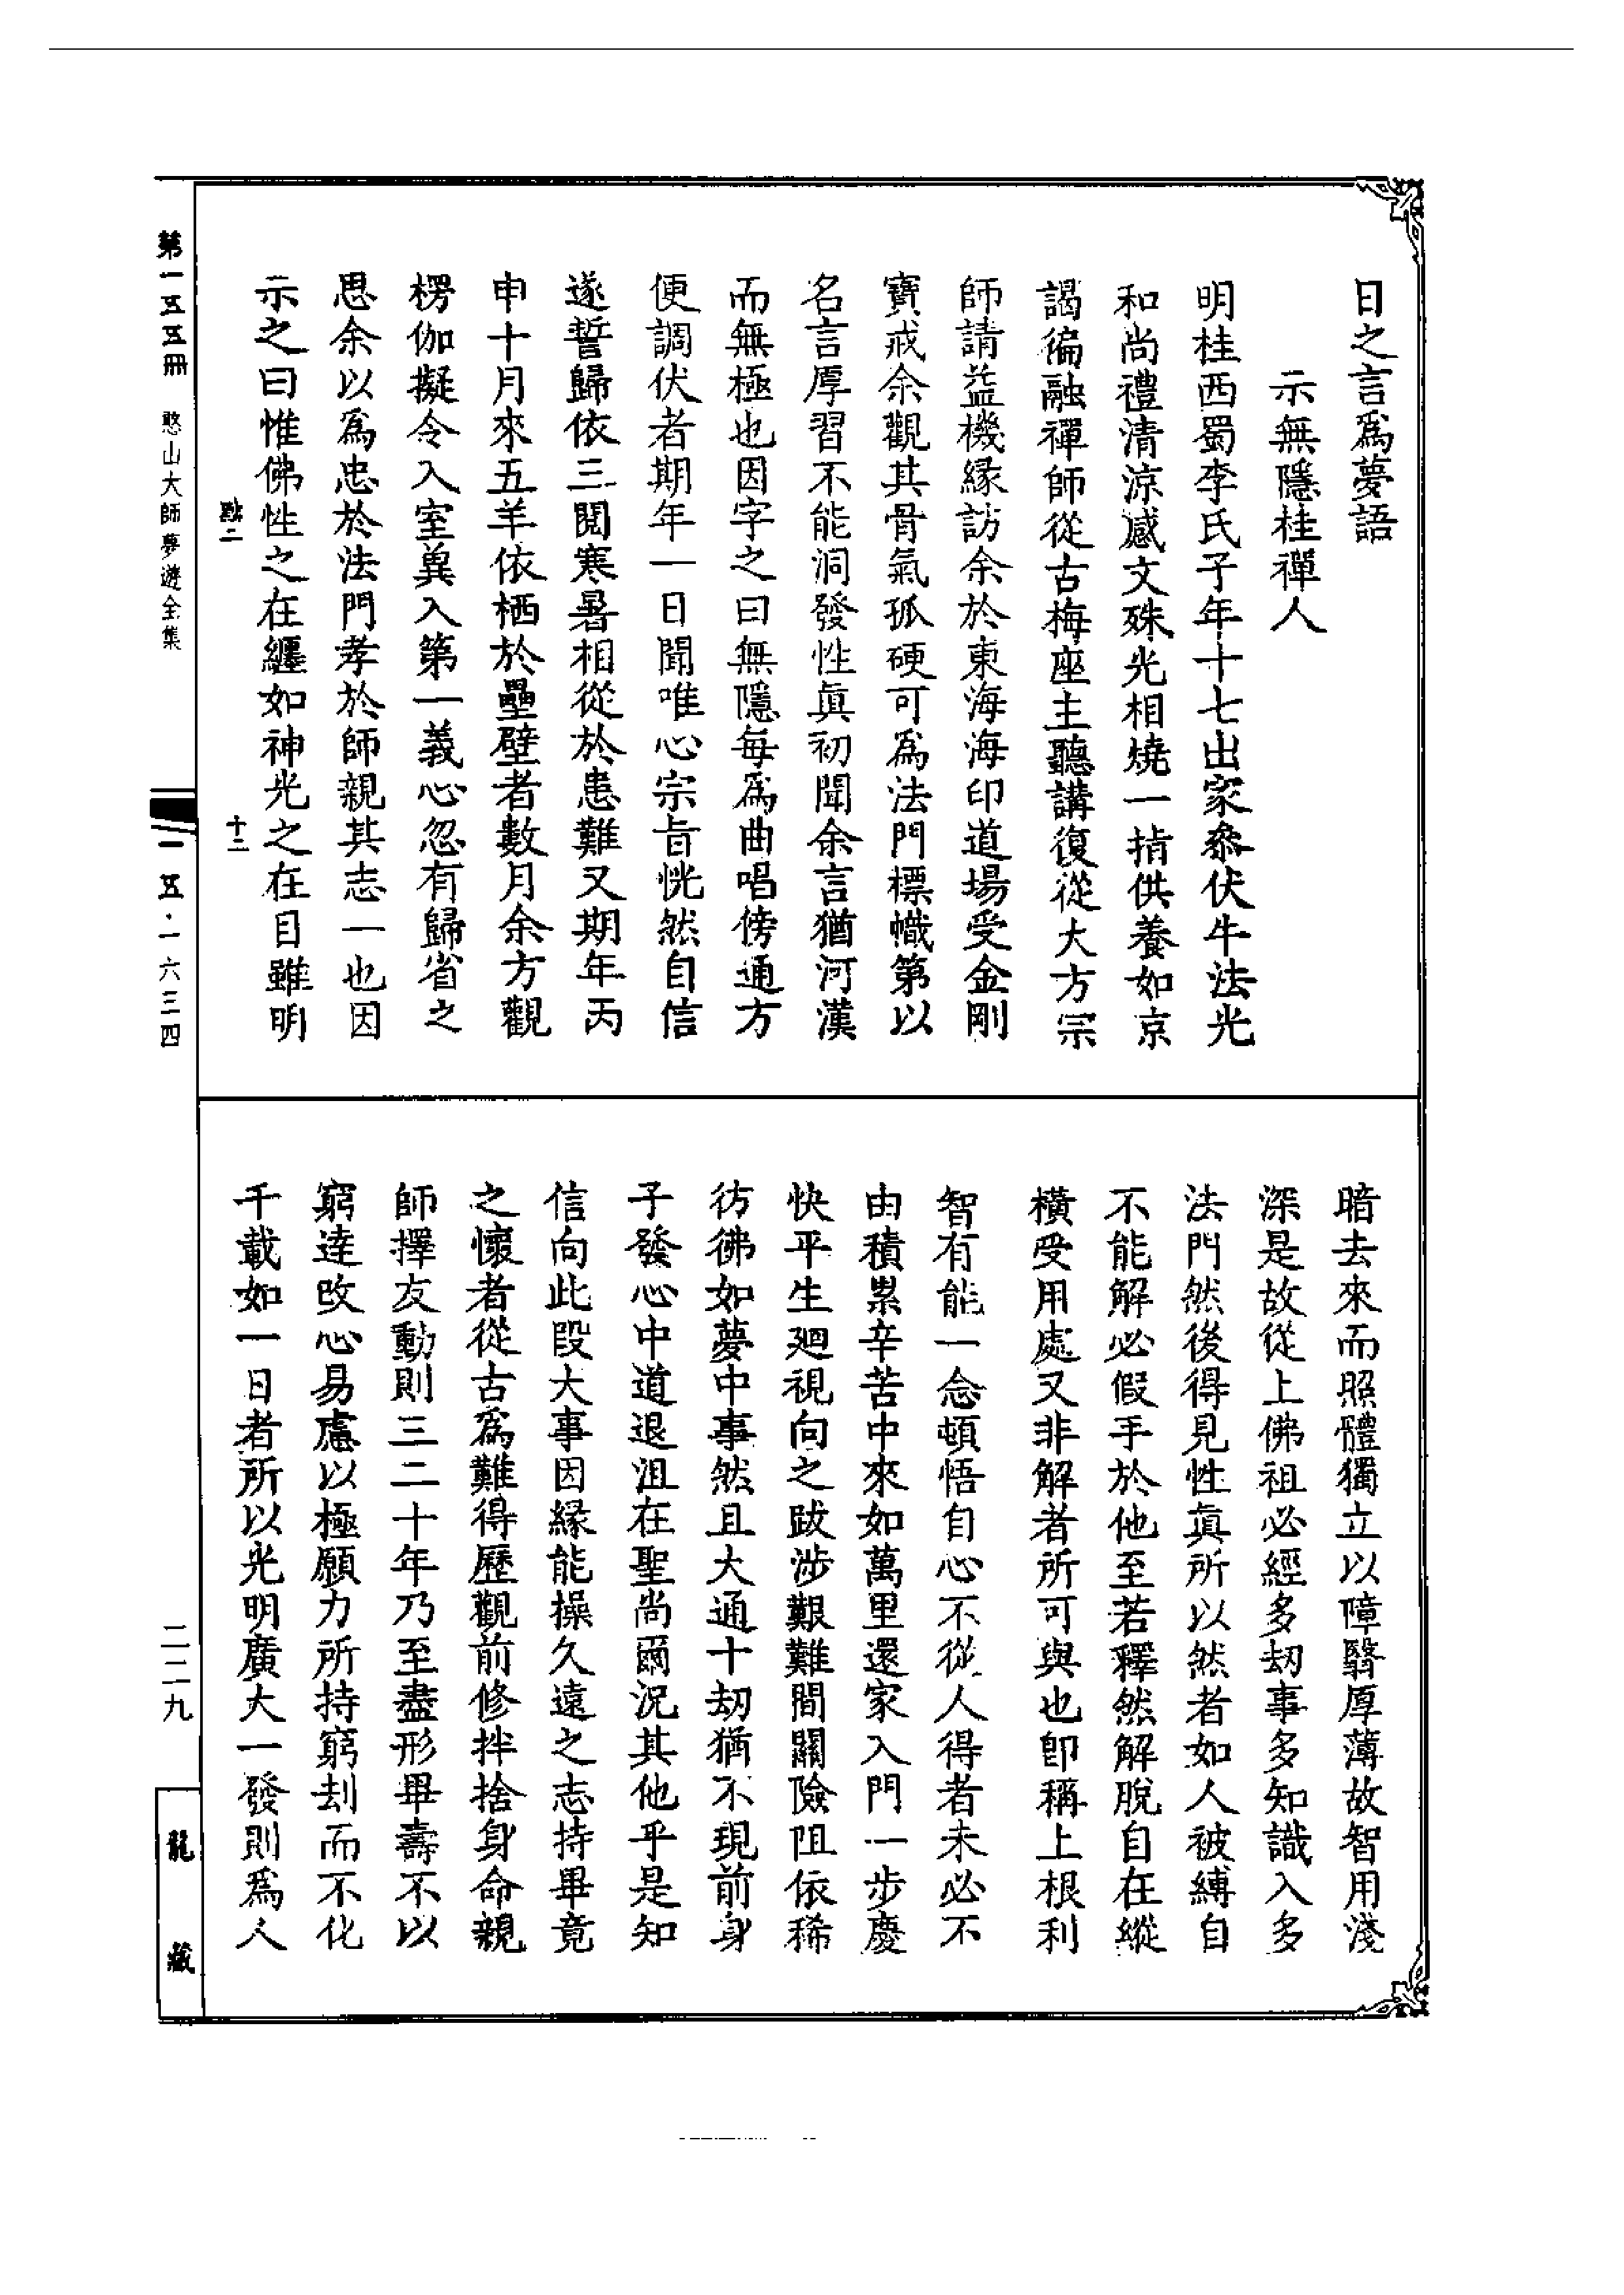 日之言爲夢語
示無隱桂禪人
明桂西蜀李氏子年十七出家叅伏牛法光
和尚禮清涼感文殊光相燒一指供養如京
謁徧融禪師從古梅座主聽講復從大方宗
師請益機緣訪余於東海海印道場受金剛
寶戒余觀其骨氣孤硬可爲法門標幟第以
名言厚習不能洞發性眞初聞余言猶河漢
而無極也因字之曰無隱每爲曲唱傍通方
便調伏者期年一日聞唯心宗旨恍然自信
遂誓歸依三閱寒暑相從於患難又期年丙
申十月來五羊依栖於壘壁者數月余方觀
楞伽擬令入室冀入第一義心忽有歸省之
思余以爲忠於法門孝於師親其志一也因
示之曰惟佛性之在纏如神光之在目雖明
暗去來而照體獨立以障翳厚薄故智用淺
深是故從上佛祖必經多劫事多知識入多
法門然後得見性眞所以然者如人被縛自
不能解必假手於他至若釋然解脫自在縱
橫受用處又非解者所可與也卽稱上根利
智有能一念頓悟自心不從人得者未必不
由積累辛苦中來如萬里還家入門一步慶
快平生廻視向之跋涉艱難間關險阻依稀
彷彿如夢中事然且大通十劫猶不現前身
子發心中道退沮在聖尚爾況其他乎是知
信向此段大事因緣能操久遠之志持畢竟
之懷者從古爲難得歷觀前修拌捨身命親
師擇友動則三二十年乃至盡形畢壽不以
窮逹改心易慮以極願力所持窮刦而不化
千載如一日者所以光明廣大一發則爲人
第一五五冊 憨山大師夢遊全集
十二
一五五·一六三四
二二九
龍藏